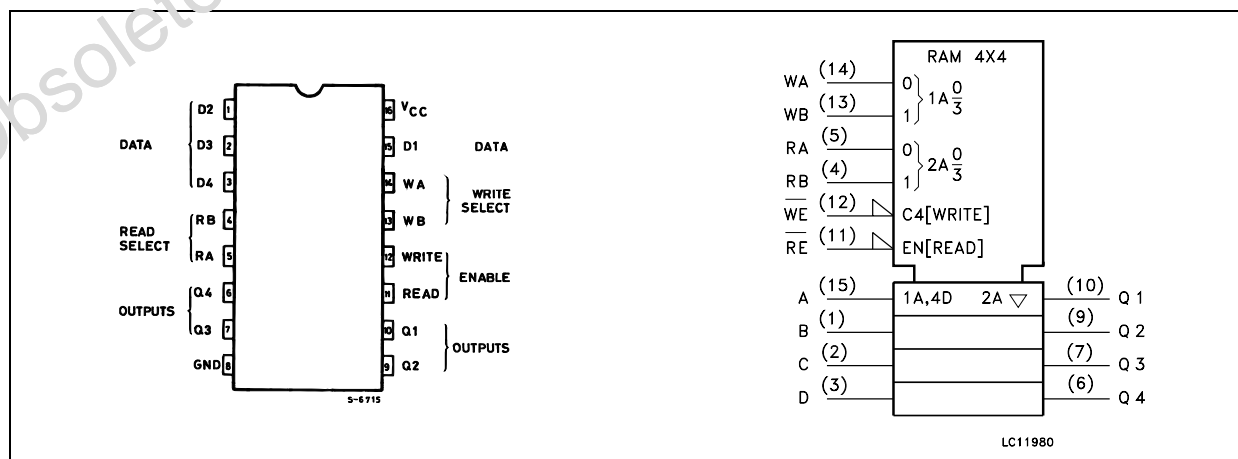 obsolete
D2 1
DATA D3 2
D4 3
RB 4
READ SELECT
RA 5
Q4 6
OUTPUTS
Q3 7
GND 8
16 VCC
15 D1 DATA
14 WA
WRITE SELECT
13 WB
12 WRITE
ENABLE
11 READ
10 Q1
OUTPUTS
9 Q2
S-6715
RAM 4X4
WA (14) 0
1A 0/3
WB (13) 1
RA (5) 0
2A 0/3
RB (4) 1
WE (12) C4[WRITE]
RE (11) EN[READ]
A (15) 1A,4D 2A ▽ (10) Q1
B (1) (9) Q2
C (2) (7) Q3
D (3) (6) Q4
LC11980